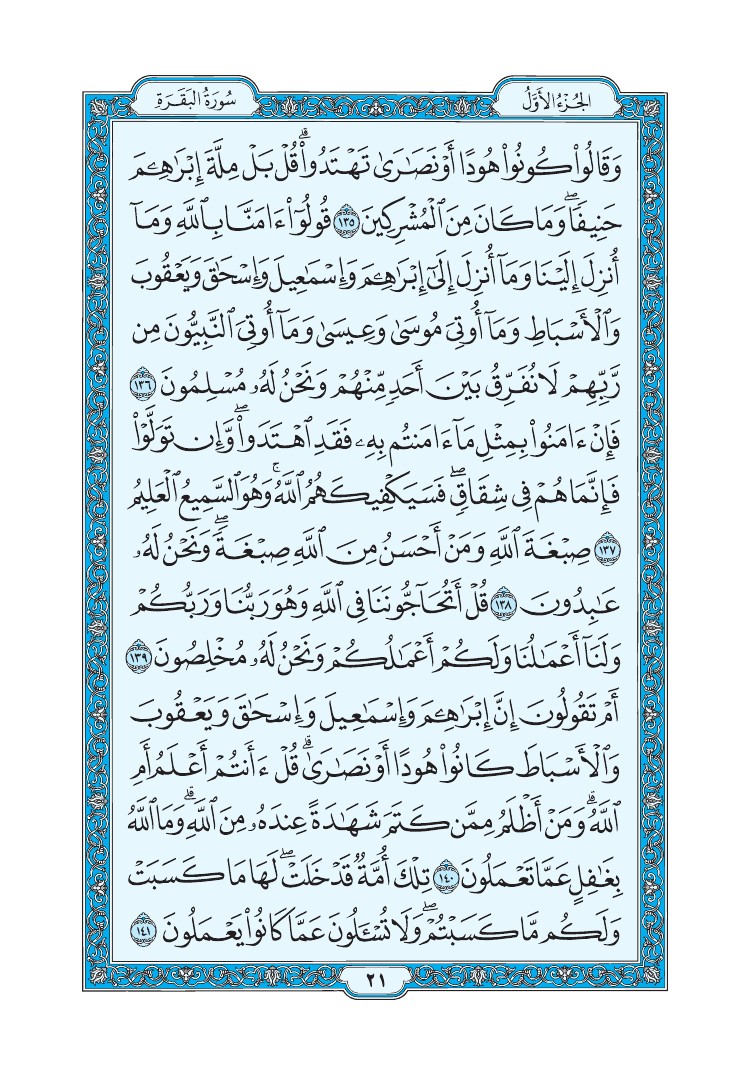 الجُزْءُ الأَوَّلُ
سُورَةُ البَقَرَةِ
وَقَالُوا۟ كُونُوا۟ هُودًا أَوْ نَصَـٰرَىٰ تَهْتَدُوا۟ ۗ قُلْ بَلْ مِلَّةَ إِبْرَٰهِـۧمَ
حَنِيفًا ۖ وَمَا كَانَ مِنَ ٱلْمُشْرِكِينَ ١٣٥ قُولُوٓا۟ ءَامَنَّا بِٱللَّهِ وَمَآ
أُنزِلَ إِلَيْنَا وَمَآ أُنزِلَ إِلَىٰٓ إِبْرَٰهِـۧمَ وَإِسْمَـٰعِيلَ وَإِسْحَـٰقَ وَيَعْقُوبَ
وَٱلْأَسْبَاطِ وَمَآ أُوتِىَ مُوسَىٰ وَعِيسَىٰ وَمَآ أُوتِىَ ٱلنَّبِيُّونَ مِن
رَّبِّهِمْ لَا نُفَرِّقُ بَيْنَ أَحَدٍ مِّنْهُمْ وَنَحْنُ لَهُۥ مُسْلِمُونَ ١٣٦
فَإِنْ ءَامَنُوا۟ بِمِثْلِ مَآ ءَامَنتُم بِهِۦ فَقَدِ ٱهْتَدَوا۟ ۖ وَّإِن تَوَلَّوْا۟
فَإِنَّمَا هُمْ فِى شِقَاقٍ ۖ فَسَيَكْفِيكَهُمُ ٱللَّهُ ۚ وَهُوَ ٱلسَّمِيعُ ٱلْعَلِيمُ
١٣٧ صِبْغَةَ ٱللَّهِ وَمَنْ أَحْسَنُ مِنَ ٱللَّهِ صِبْغَةً ۖ وَنَحْنُ لَهُۥ
عَـٰبِدُونَ ١٣٨ قُلْ أَتُحَآجُّونَنَا فِى ٱللَّهِ وَهُوَ رَبُّنَا وَرَبُّكُمْ
وَلَنَآ أَعْمَـٰلُنَا وَلَكُمْ أَعْمَـٰلُكُمْ وَنَحْنُ لَهُۥ مُخْلِصُونَ ١٣٩
أَمْ تَقُولُونَ إِنَّ إِبْرَٰهِـۧمَ وَإِسْمَـٰعِيلَ وَإِسْحَـٰقَ وَيَعْقُوبَ
وَٱلْأَسْبَاطَ كَانُوا۟ هُودًا أَوْ نَصَـٰرَىٰ ۗ قُلْ ءَأَنتُمْ أَعْلَمُ أَمِ
ٱللَّهُ ۗ وَمَنْ أَظْلَمُ مِمَّن كَتَمَ شَهَـٰدَةً عِندَهُۥ مِنَ ٱللَّهِ ۗ وَمَا ٱللَّهُ
بِغَـٰفِلٍ عَمَّا تَعْمَلُونَ ١٤٠ تِلْكَ أُمَّةٌ قَدْ خَلَتْ ۖ لَهَا مَا كَسَبَتْ
وَلَكُم مَّا كَسَبْتُمْ ۖ وَلَا تُسْـَٔلُونَ عَمَّا كَانُوا۟ يَعْمَلُونَ ١٤١
٢١